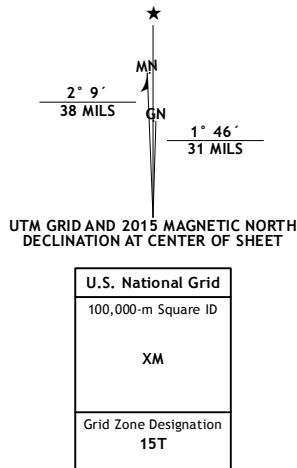 ★
MN
2° 9´
38 MILS
GN
1° 46´
31 MILS
UTM GRID AND 2015 MAGNETIC NORTH
DECLINATION AT CENTER OF SHEET
U.S. National Grid
100,000-m Square ID
XM
Grid Zone Designation
15T